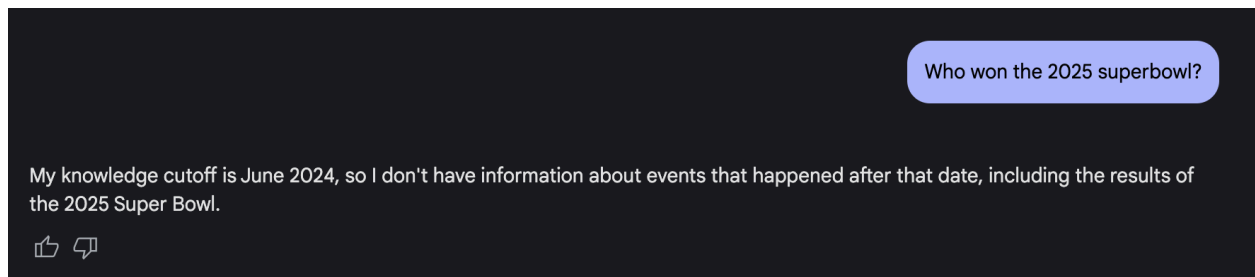 Who won the 2025 superbowl?
My knowledge cutoff is June 2024, so I don't have information about events that happened after that date, including the results of
the 2025 Super Bowl.